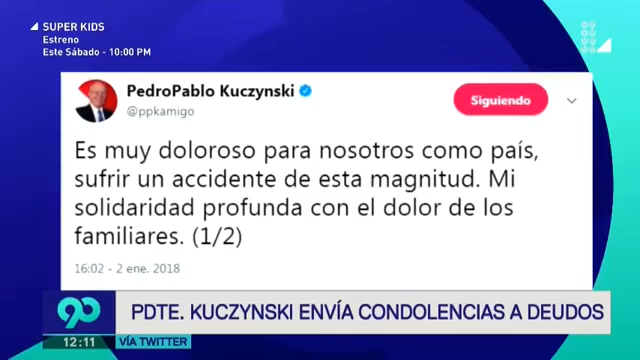 SUPER KIDS
Estreno
Este Sábado - 10:00 PM
PedroPablo Kuczynski
@ppkamigo
Siguiendo
Es muy doloroso para nosotros como país,
sufrir un accidente de esta magnitud. Mi
solidaridad profunda con el dolor de los
familiares. (1/2)
16:02 - 2 ene. 2018
90
PDTE. KUCZYNSKI ENVÍA CONDOLENCIAS A DEUDOS
12:11
VÍA TWITTER